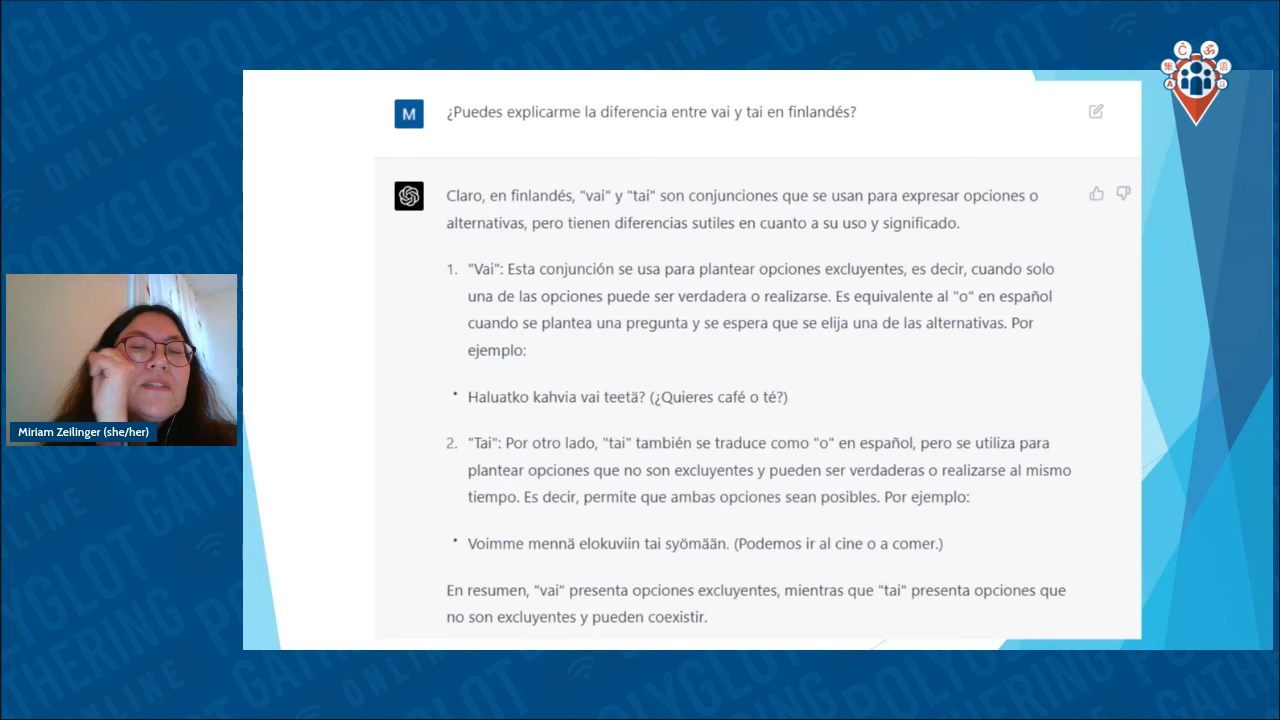 POLYGLOT
GATHERING
ONLINE
M
¿Puedes explicarme la diferencia entre vai y tai en finlandés?
Claro, en finlandés, "vai" y "tai" son conjunciones que se usan para expresar opciones o
alternativas, pero tienen diferencias sutiles en cuanto a su uso y significado.
1. "Vai": Esta conjunción se usa para plantear opciones excluyentes, es decir, cuando solo
una de las opciones puede ser verdadera o realizarse. Es equivalente al "o" en español
cuando se plantea una pregunta y se espera que se elija una de las alternativas. Por
ejemplo:
• Haluatko kahvia vai teetä? (¿Quieres café o té?)
2. "Tai": Por otro lado, "tai" también se traduce como "o" en español, pero se utiliza para
plantear opciones que no son excluyentes y pueden ser verdaderas o realizarse al mismo
tiempo. Es decir, permite que ambas opciones sean posibles. Por ejemplo:
• Voimme mennä elokuviin tai syömään. (Podemos ir al cine o a comer.)
En resumen, "vai" presenta opciones excluyentes, mientras que "tai" presenta opciones que
no son excluyentes y pueden coexistir.
Miriam Zeilinger (she/her)